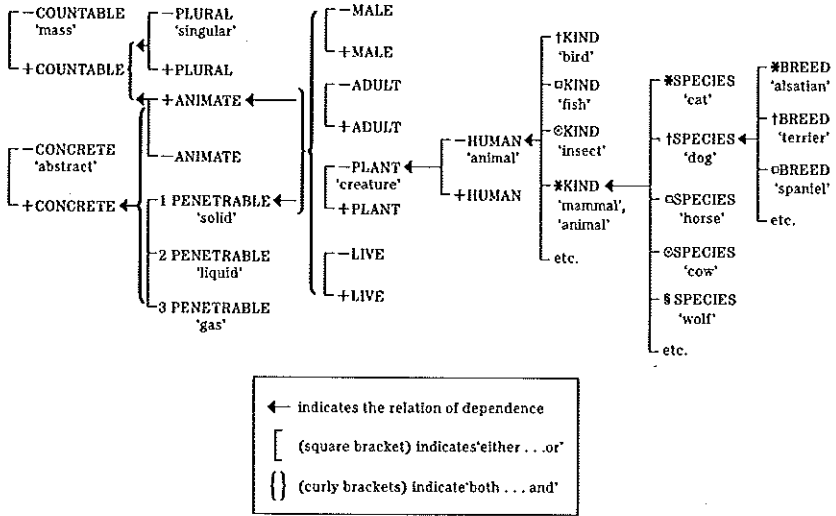 −COUNTABLE
'mass'
+COUNTABLE
−CONCRETE
'abstract'
+CONCRETE
−PLURAL
'singular'
+PLURAL
+ANIMATE
−ANIMATE
1 PENETRABLE
'solid'
2 PENETRABLE
'liquid'
3 PENETRABLE
'gas'
−MALE
+MALE
−ADULT
+ADULT
−PLANT
'creature'
+PLANT
−LIVE
+LIVE
−HUMAN
'animal'
+HUMAN
†KIND
'bird'
□KIND
'fish'
⊙KIND
'insect'
*KIND
'mammal',
'animal'
etc.
*SPECIES
'cat'
†SPECIES
'dog'
□SPECIES
'horse'
⊙SPECIES
'cow'
§ SPECIES
'wolf'
etc.
*BREED
'alsatian'
†BREED
'terrier'
□BREED
'spaniel'
etc.
← indicates the relation of dependence
[ (square bracket) indicates 'either . . . or'
{} (curly brackets) indicate 'both . . . and'